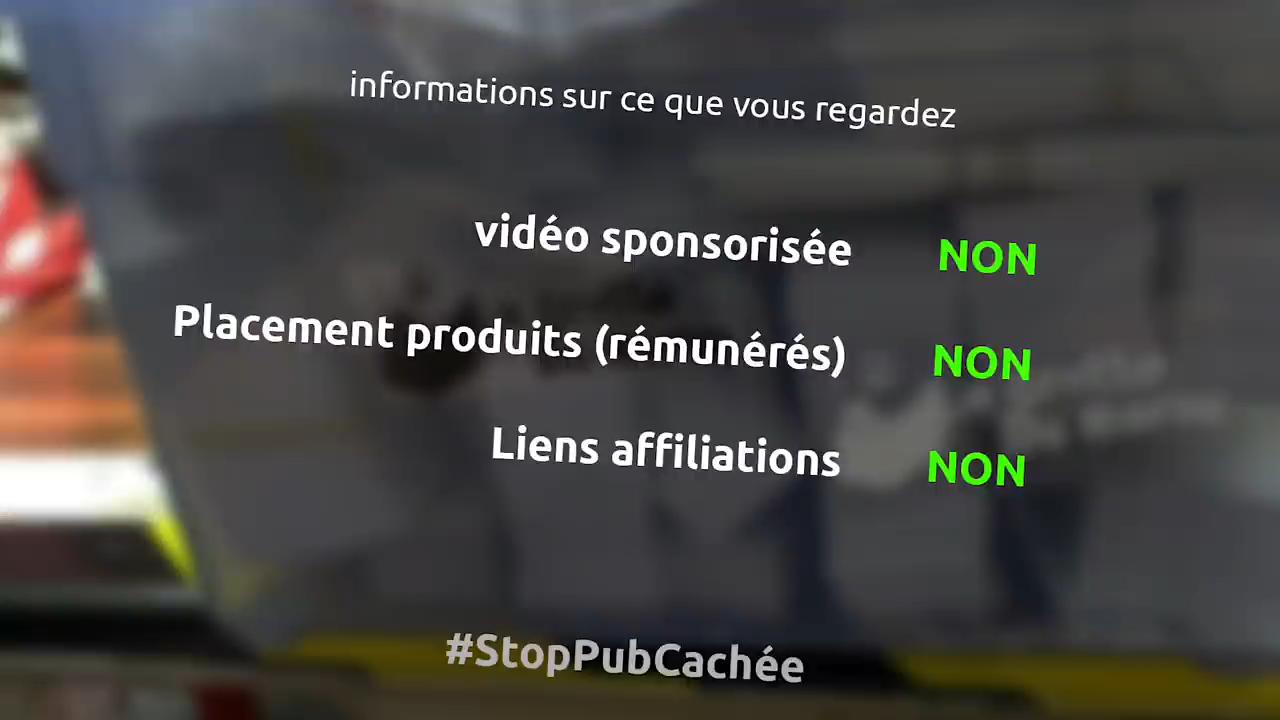 informations sur ce que vous regardez
vidéo sponsorisée NON
Placement produits (rémunérés) NON
Liens affiliations NON
#StopPubCachée